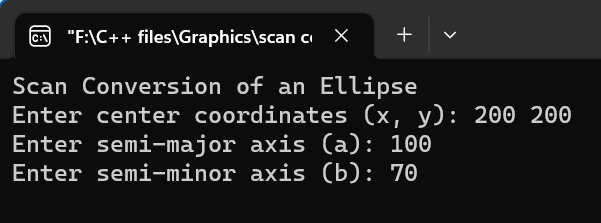 "F:\C++ files\Graphics\scan c
Scan Conversion of an Ellipse
Enter center coordinates (x, y): 200 200
Enter semi-major axis (a): 100
Enter semi-minor axis (b): 70